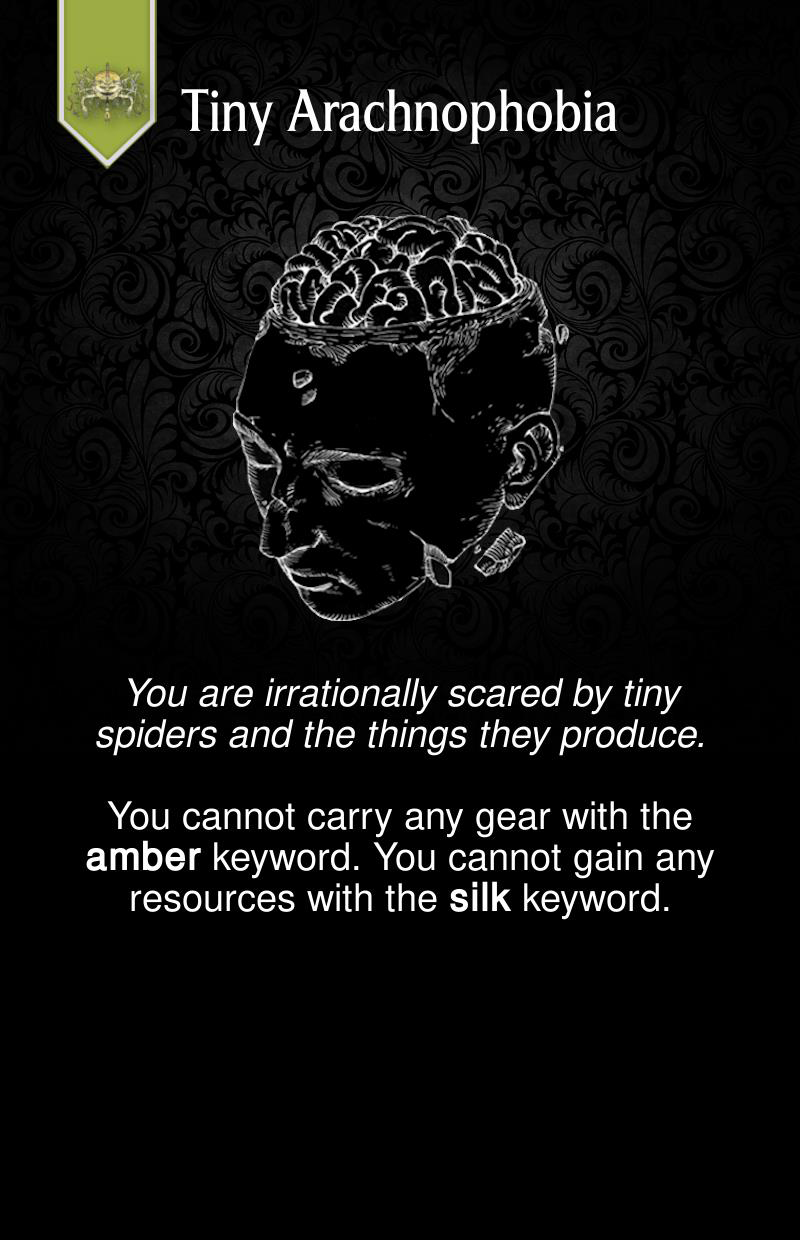 Tiny Arachnophobia
You are irrationally scared by tiny
spiders and the things they produce.
You cannot carry any gear with the
amber keyword. You cannot gain any
resources with the silk keyword.